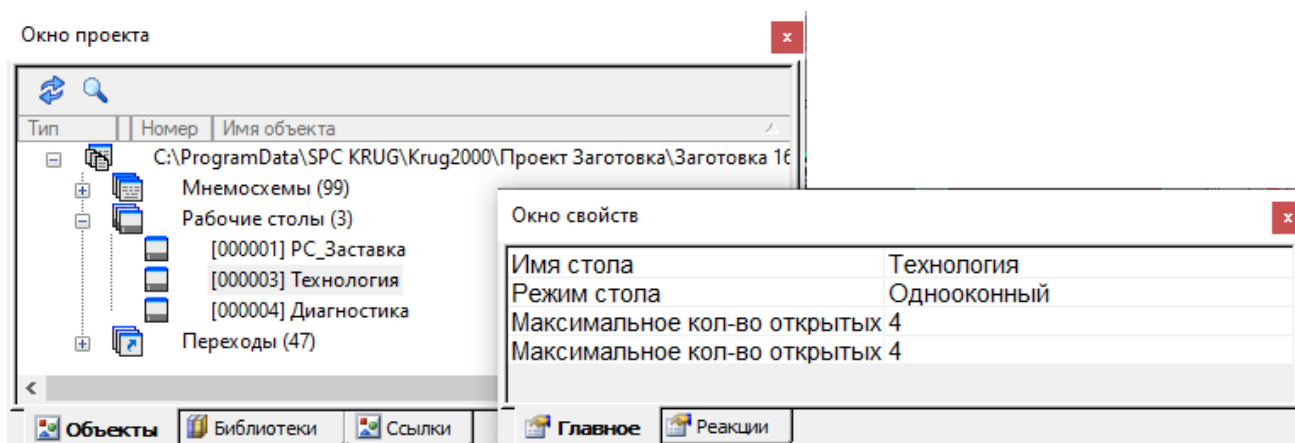 Окно проекта
x
Тип Номер Имя объекта
C:\ProgramData\SPC KRUG\Krug2000\Проект Заготовка\Заготовка 16
Мнемосхемы (99)
Рабочие столы (3)
[000001] РС_Заставка
[000003] Технология
[000004] Диагностика
Переходы (47)
Объекты Библиотеки Ссылки
Окно свойств
x
Имя стола Технология
Режим стола Однооконный
Максимальное кол-во открытых 4
Максимальное кол-во открытых 4
Главное Реакции